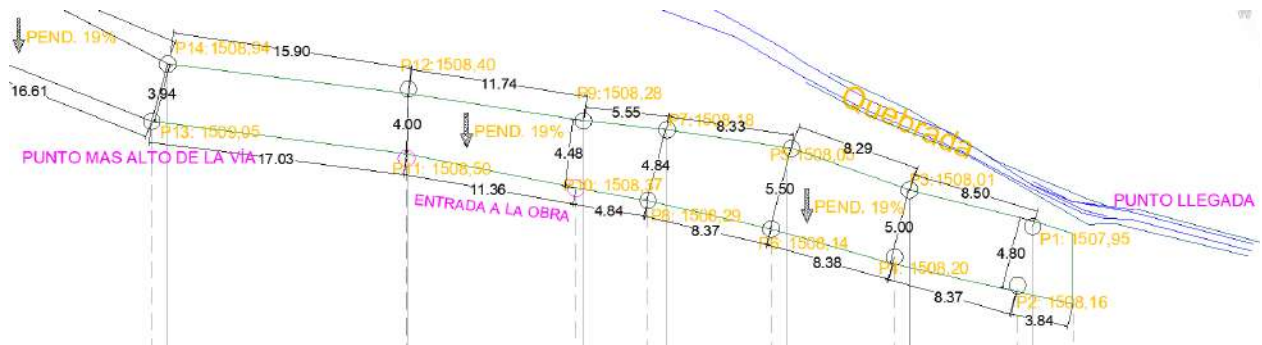 PEND. 19%
P14:1508,94
15.90
P12:1508.40
11.74
P9:1508,28
5.55
P7:1508,18
8.33
8.29
Quebrada
16.61
3.94
P13: 1509,05
4.00
PEND. 19%
4.48
4.84
P5:1508,05
P3:1508,01
8.50
PUNTO LLEGADA
PUNTO MAS ALTO DE LA VÍA
17.03
P11: 1508,50
11.36
P10: 1508,37
5.50
PEND. 19%
5.00
P1: 1507,95
ENTRADA A LA OBRA
4.84
P8: 1508,29
8.37
P6: 1508,14
8.38
P4: 1508,20
4.80
8.37
P2: 1508,16
3.84